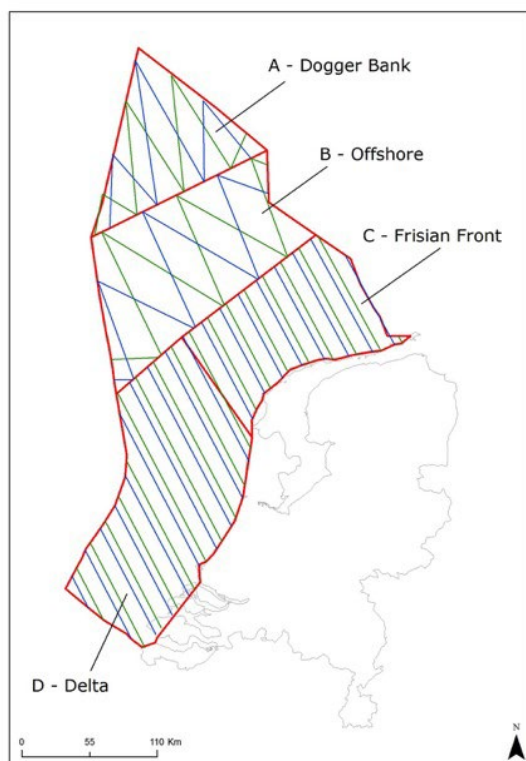 A - Dogger Bank
B - Offshore
C - Frisian Front
D - Delta
0 55 110 Km
N